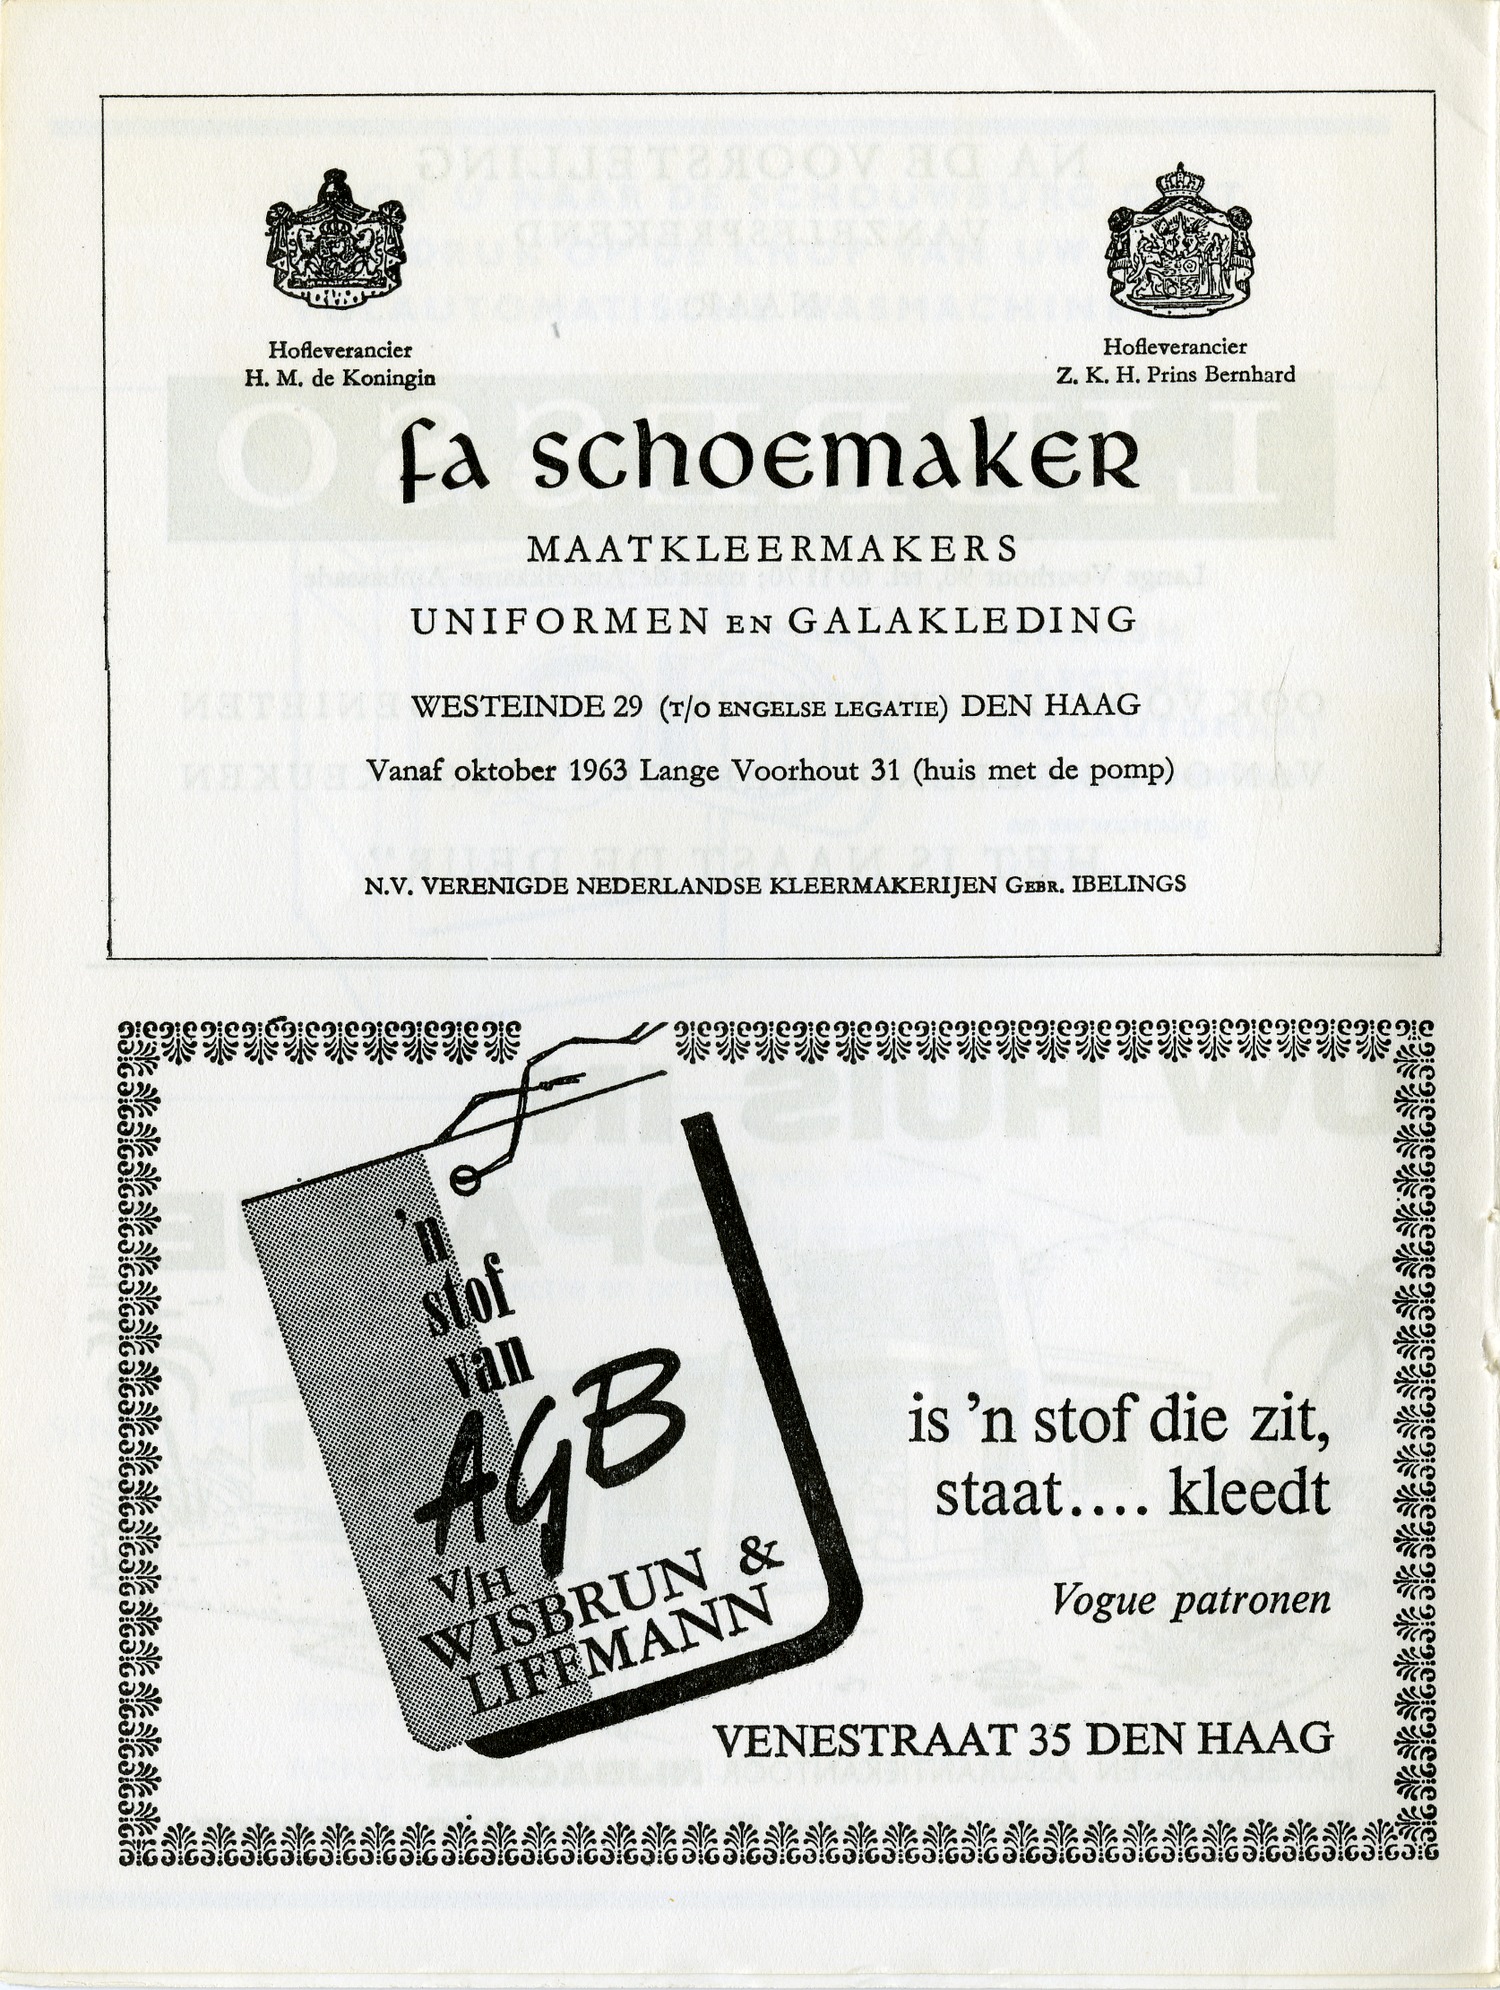 Hofleverancier
H. M. de Koningin
Hofleverancier
Z. K. H. Prins Bernhard
fa schoemaker
MAATKLEERMAKERS
UNIFORMEN EN GALAKLEDING
WESTEINDE 29 (T/O ENGELSE LEGATIE) DEN HAAG
Vanaf oktober 1963 Lange Voorhout 31 (huis met de pomp)
N.V. VERENIGDE NEDERLANDSE KLEERMAKERIJEN GEBR. IBELINGS
'n
stof
van
AGB
V/H
WISBRUN &
LIFFMANN
is 'n stof die zit,
staat.... kleedt
Vogue patronen
VENESTRAAT 35 DEN HAAG